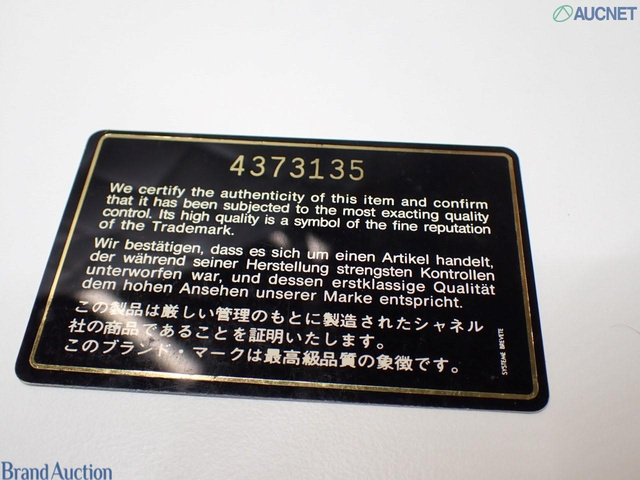 AUCNET
4373135
We certify the authenticity of this item and confirm
that it has been subjected to the most exacting quality
control. Its high quality is a symbol of the fine reputation
of the Trademark.
Wir bestätigen, dass es sich um einen Artikel handelt,
der während seiner Herstellung strengsten Kontrollen
unterworfen war, und dessen erstklassige Qualität
dem hohen Ansehen unserer Marke entspricht.
この製品は厳しい管理のもとに製造されたシャネル
社の商品であることを証明いたします。
このブランド・マークは最高級品質の象徴です。
SYSTEME BREVETE
Brand Auction